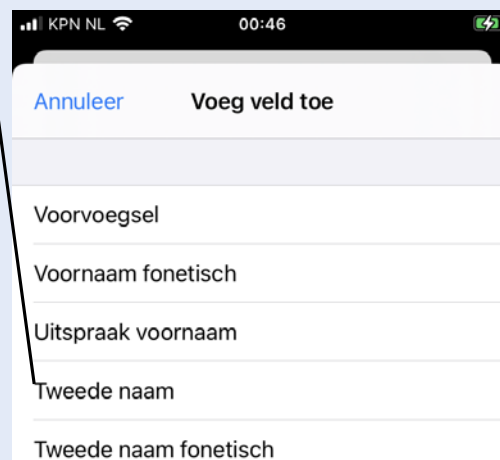 KPN NL 00:46
Annuleer Voeg veld toe
Voorvoegsel
Voornaam fonetisch
Uitspraak voornaam
Tweede naam
Tweede naam fonetisch